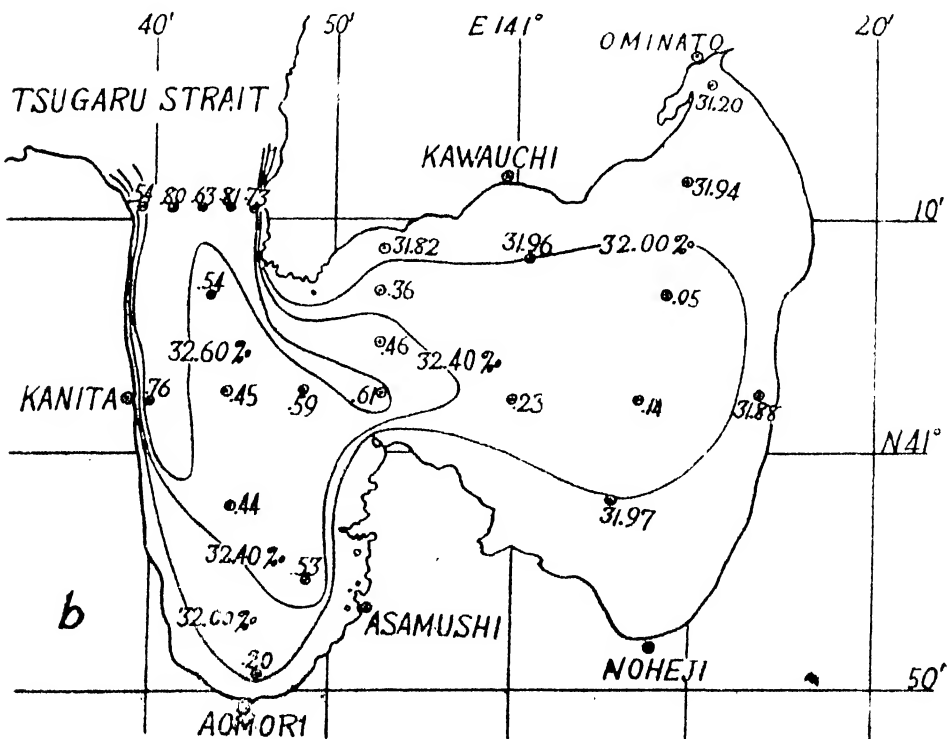 40'
50'
E 141°
20'
OMINATO
TSUGARU STRAIT
31.20
KAWAUCHI
31.94
.54 .80 .63 .81 .73
10'
31.82
31.96
32.00‰
.54
.36
.05
.46
32.60‰
32.40‰
KANITA
.76
.45
.59
.61
.23
.14
31.88
N 41°
.44
31.97
32.40‰
.53
b
32.00‰
ASAMUSHI
.20
NOHEJI
50'
AOMORI